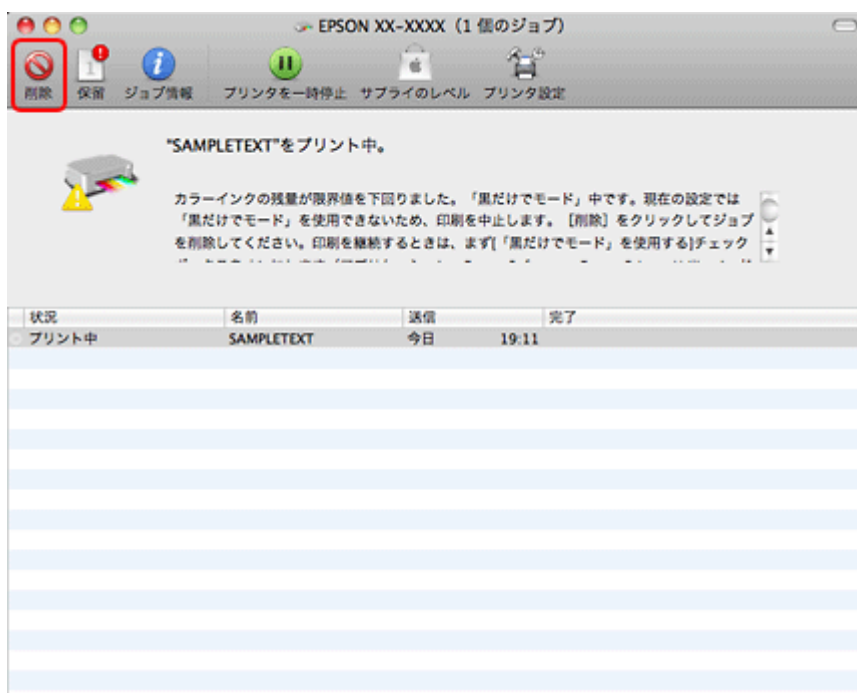 EPSON XX-XXXX（1 個のジョブ）
削除 保留 ジョブ情報 プリンタを一時停止 サプライのレベル プリンタ設定
"SAMPLETEXT"をプリント中。
カラーインクの残量が限界値を下回りました。「黒だけでモード」中です。現在の設定では
「黒だけでモード」を使用できないため、印刷を中止します。［削除］をクリックしてジョブ
を削除してください。印刷を継続するときは、まず[「黒だけでモード」を使用する]チェック
状況 名前 送信 完了
プリント中 SAMPLETEXT 今日 19:11